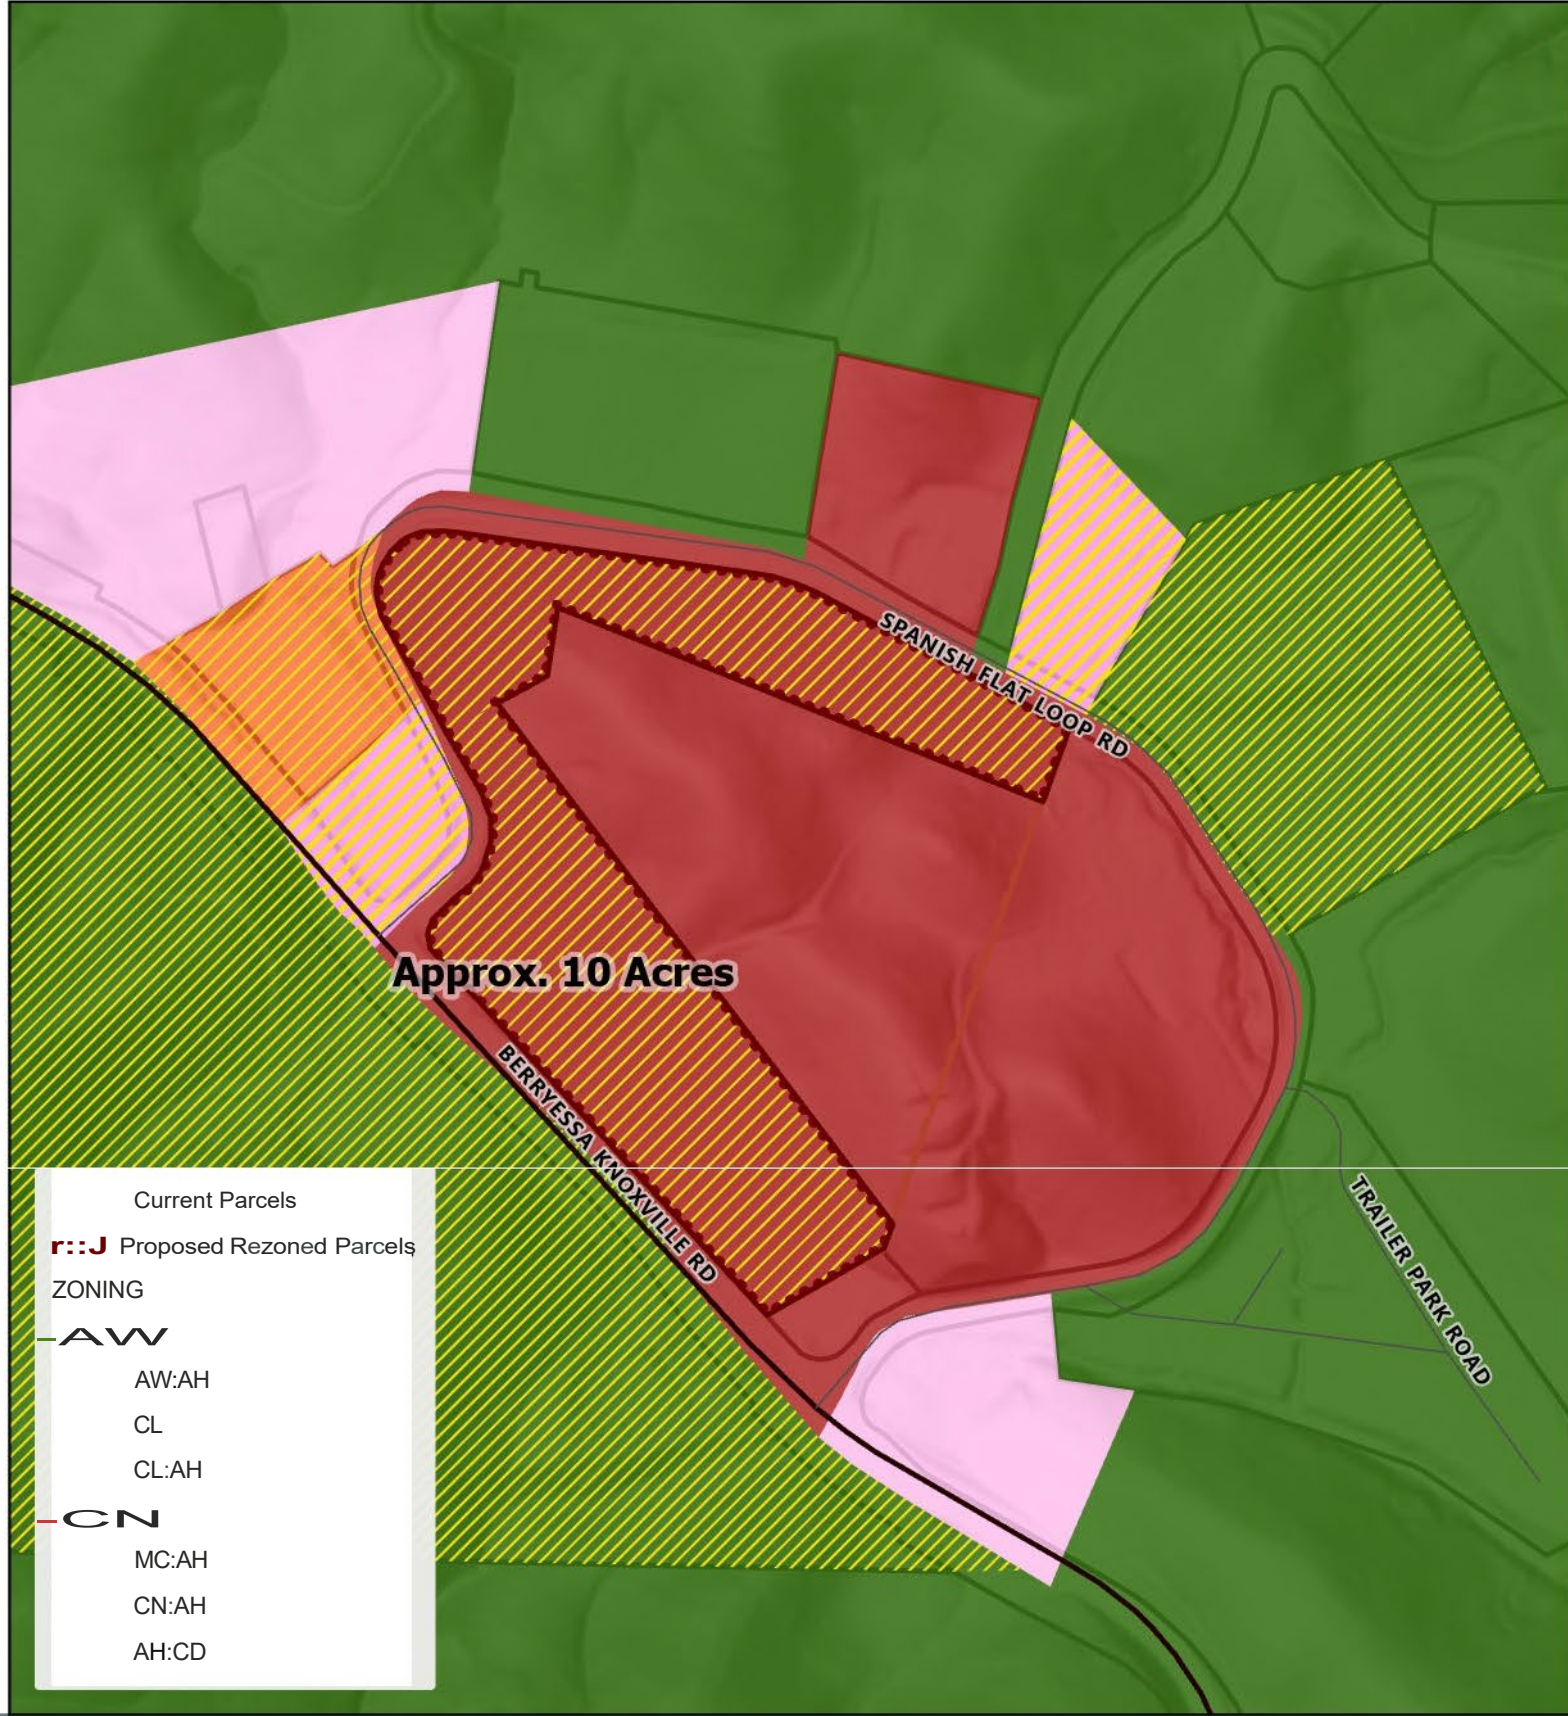 SPANISH FLAT LOOP RD
Approx. 10 Acres
BERRYESSA KNOXVILLE RD
TRAILER PARK ROAD
Current Parcels
r::J Proposed Rezoned Parcels
ZONING
AW
AW:AH
CL
CL:AH
CN
MC:AH
CN:AH
AH:CD